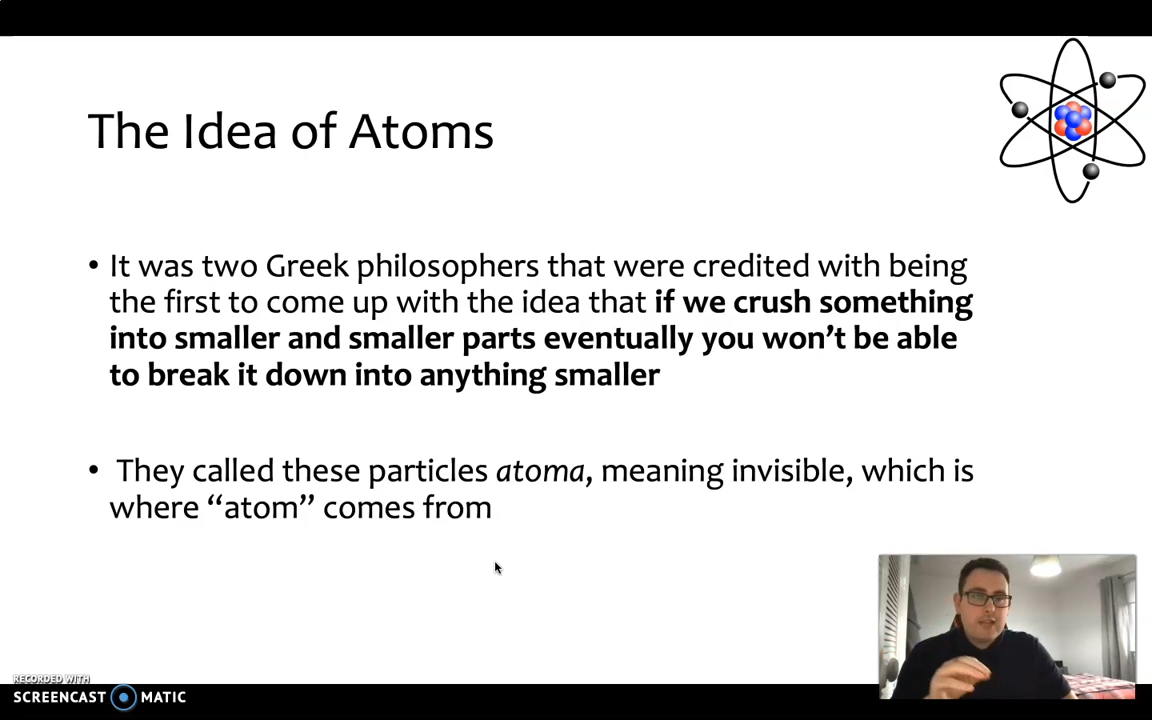 The Idea of Atoms
• It was two Greek philosophers that were credited with being
the first to come up with the idea that if we crush something
into smaller and smaller parts eventually you won’t be able
to break it down into anything smaller
• They called these particles atoma, meaning invisible, which is
where “atom” comes from
RECORDED WITH
SCREENCAST MATIC